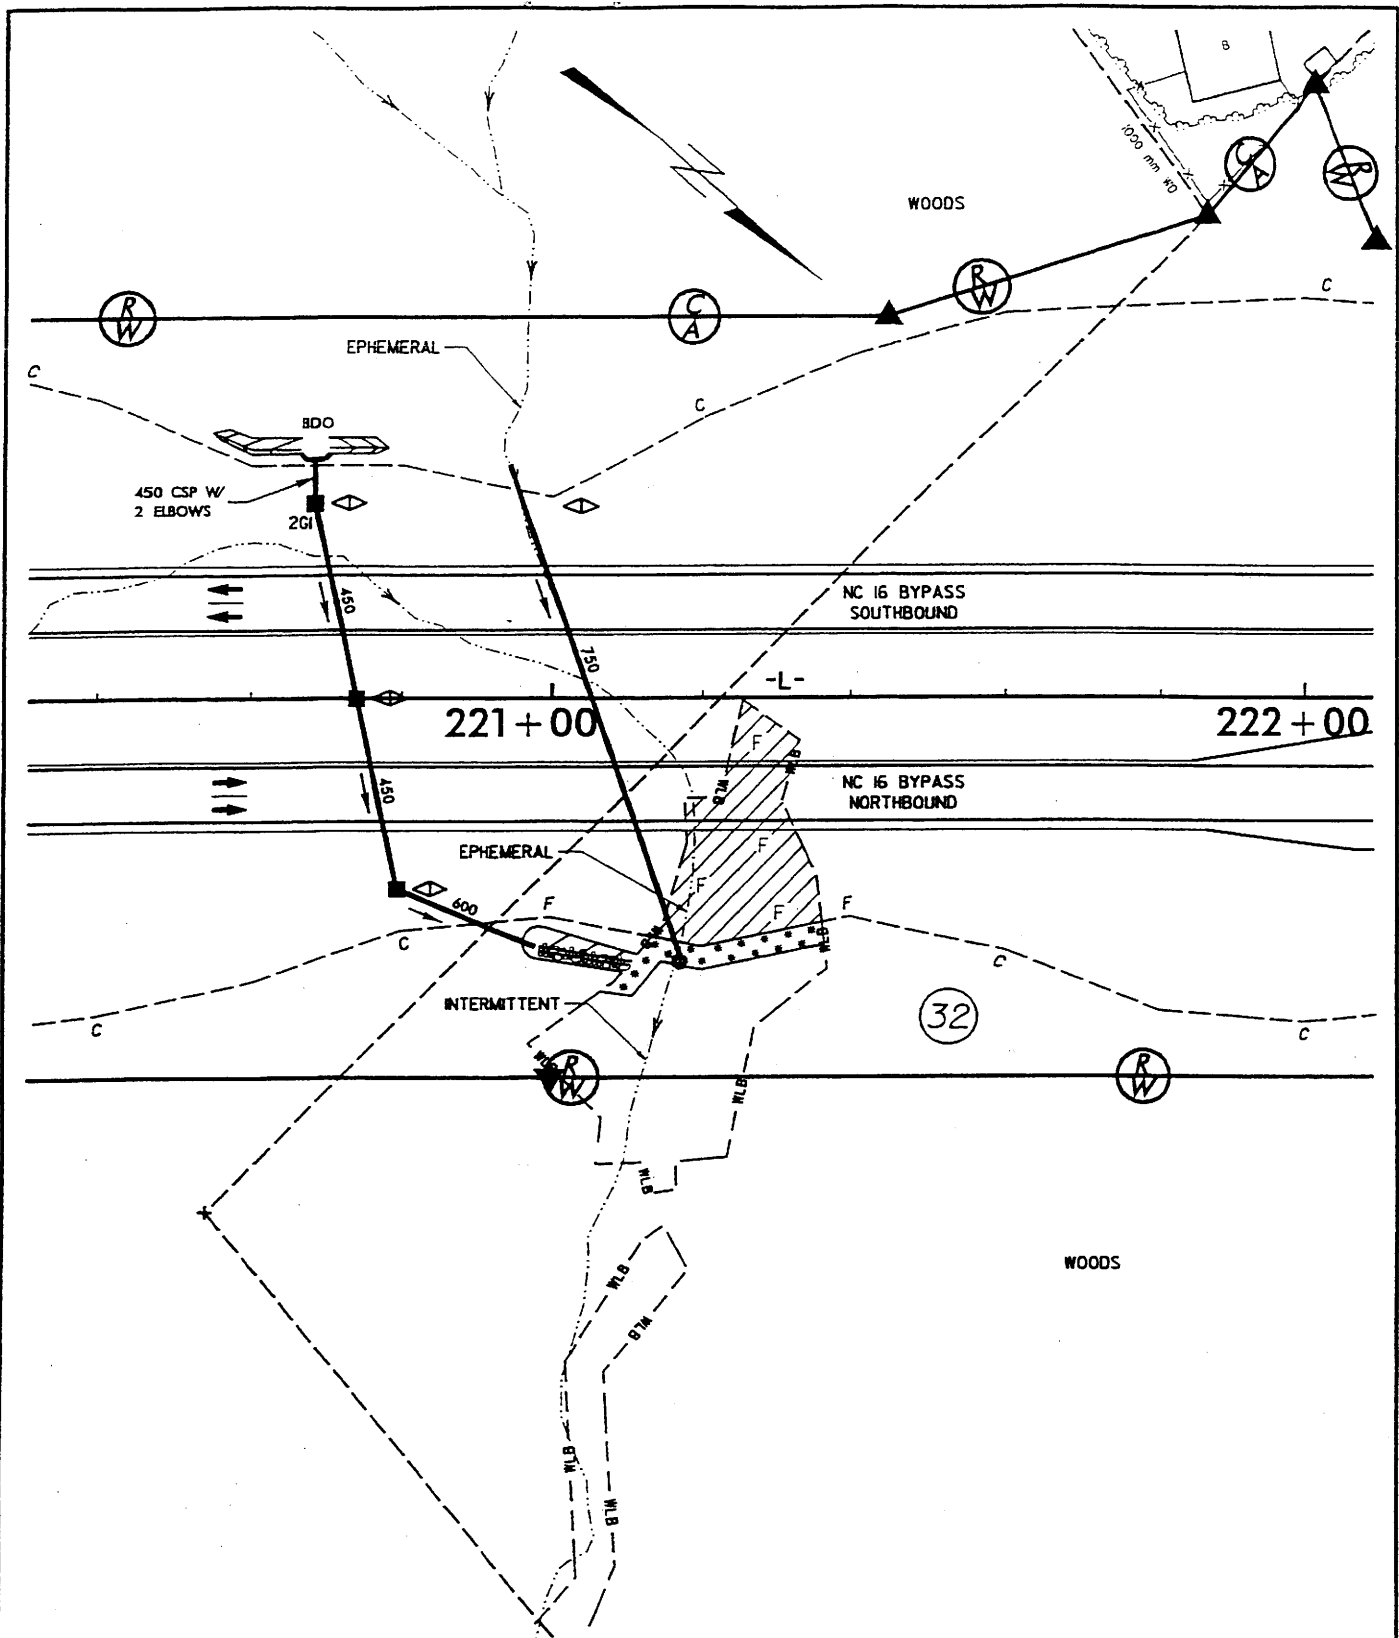 B
1000 mm WD
C
A
R
W
WOODS
R
W
C
R
W
C
A
EPHEMERAL
C
C
BDO
450 CSP W/
2 ELBOWS
2GI
450
NC 16 BYPASS
SOUTHBOUND
750
-L-
221+00
222+00
F
WLB
WLB
450
NC 16 BYPASS
NORTHBOUND
F
EPHEMERAL
F
600
F
F
F
C
WLB
C
INTERMITTENT
32
C
C
R
W
R
W
WLB
WLB
WOODS
WLB
WLB
WLB
WLB